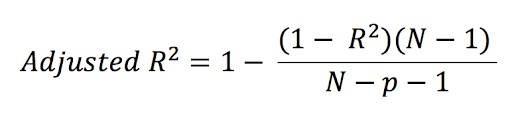 Adjusted R² = 1 − (1 − R²)(N − 1) / N − p − 1